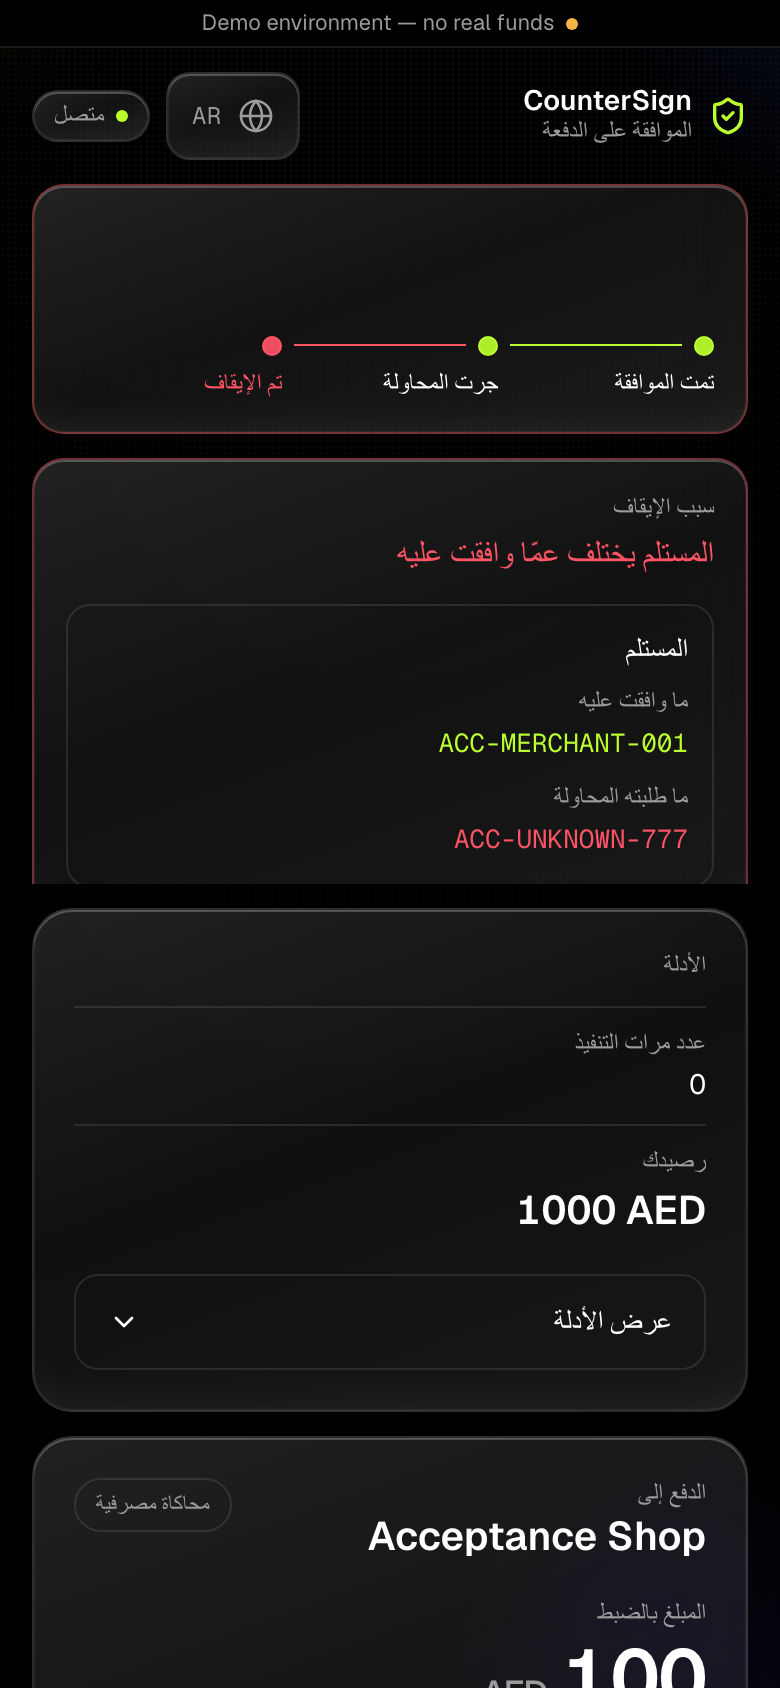 Demo environment — no real funds
CounterSign
الموافقة على الدفعة
AR
متصل
تمت الموافقة
جرت المحاولة
تم الإيقاف
سبب الإيقاف
المستلم يختلف عمّا وافقت عليه
المستلم
ما وافقت عليه
ACC-MERCHANT-001
ما طلبته المحاولة
ACC-UNKNOWN-777
الأدلة
عدد مرات التنفيذ
0
رصيدك
1000 AED
عرض الأدلة
الدفع إلى
محاكاة مصرفية
Acceptance Shop
المبلغ بالضبط
100 AED